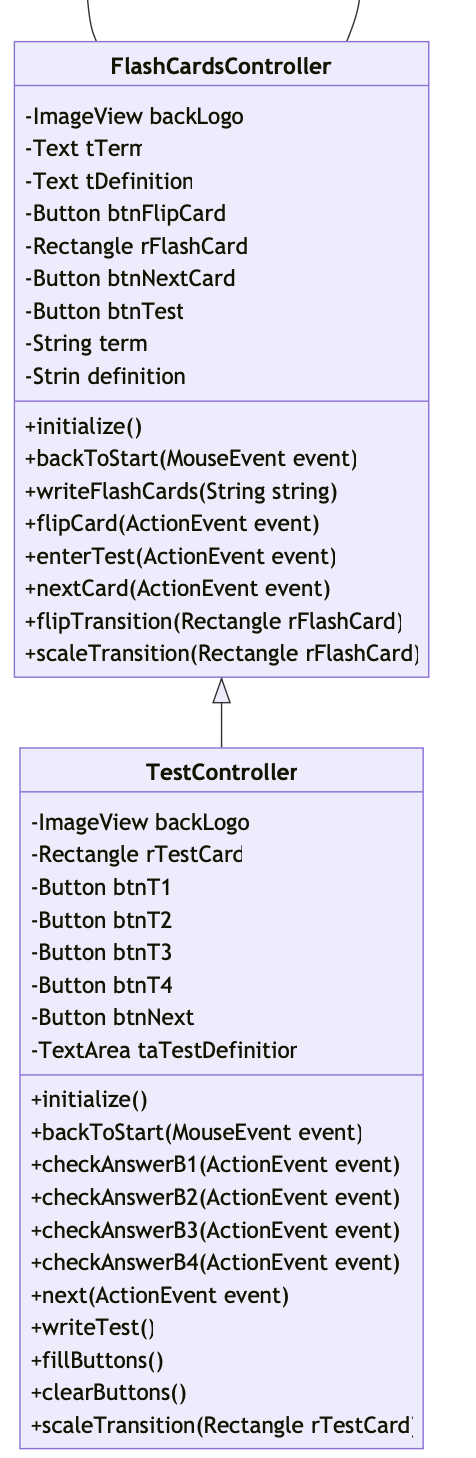 FlashCardsController
-ImageView backLogo
-Text tTerm
-Text tDefinition
-Button btnFlipCard
-Rectangle rFlashCard
-Button btnNextCard
-Button btnTest
-String term
-Strin definition
+initialize()
+backToStart(MouseEvent event)
+writeFlashCards(String string)
+flipCard(ActionEvent event)
+enterTest(ActionEvent event)
+nextCard(ActionEvent event)
+flipTransition(Rectangle rFlashCard)
+scaleTransition(Rectangle rFlashCard)
TestController
-ImageView backLogo
-Rectangle rTestCard
-Button btnT1
-Button btnT2
-Button btnT3
-Button btnT4
-Button btnNext
-TextArea taTestDefinition
+initialize()
+backToStart(MouseEvent event)
+checkAnswerB1(ActionEvent event)
+checkAnswerB2(ActionEvent event)
+checkAnswerB3(ActionEvent event)
+checkAnswerB4(ActionEvent event)
+next(ActionEvent event)
+writeTest()
+fillButtons()
+clearButtons()
+scaleTransition(Rectangle rTestCard)